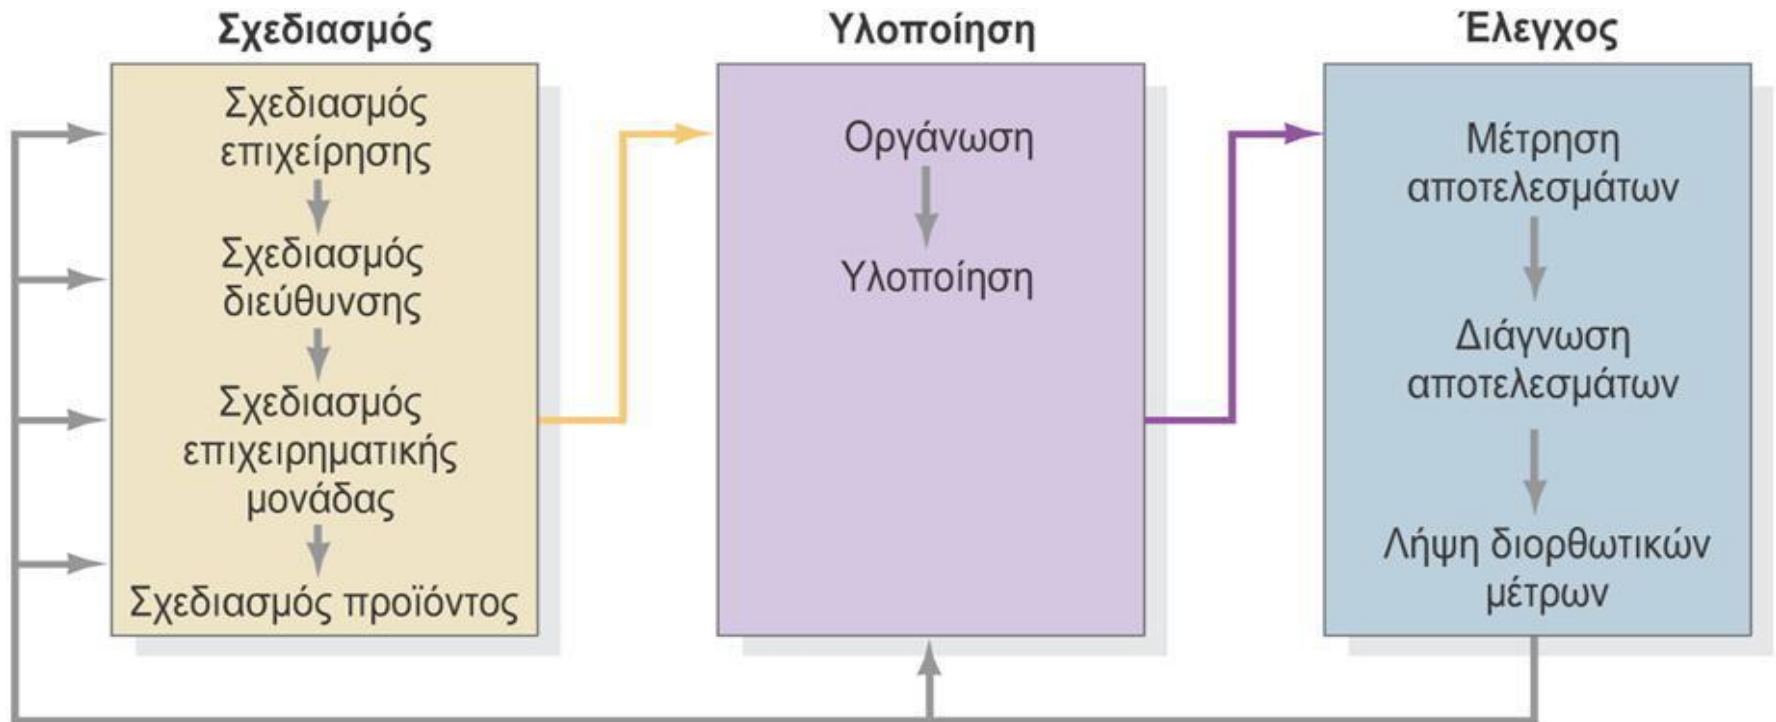 Σχεδιασμός
Σχεδιασμός
επιχείρησης
Σχεδιασμός
διεύθυνσης
Σχεδιασμός
επιχειρηματικής
μονάδας
Σχεδιασμός προϊόντος
Υλοποίηση
Οργάνωση
Υλοποίηση
Έλεγχος
Μέτρηση
αποτελεσμάτων
Διάγνωση
αποτελεσμάτων
Λήψη διορθωτικών
μέτρων